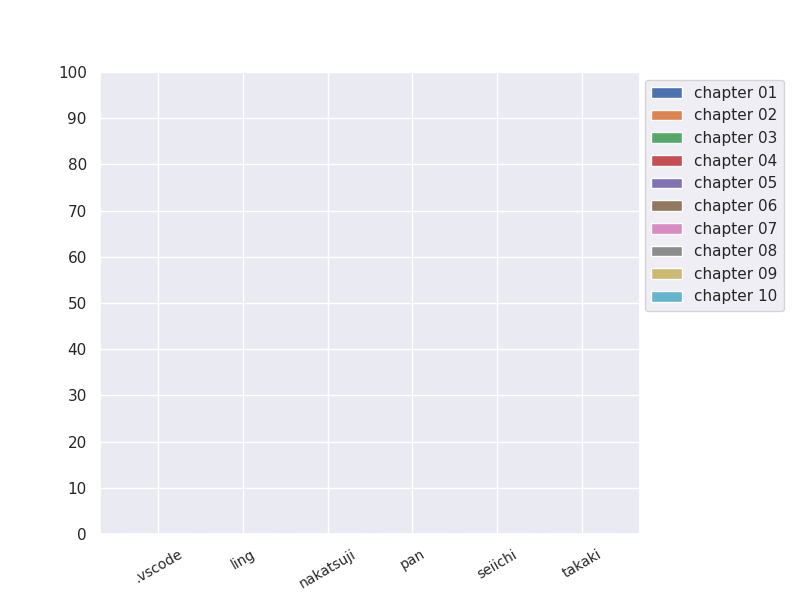 100
90
80
70
60
50
40
30
20
10
0
.vscode
ling
nakatsuji
pan
seiichi
takaki
chapter 01
chapter 02
chapter 03
chapter 04
chapter 05
chapter 06
chapter 07
chapter 08
chapter 09
chapter 10